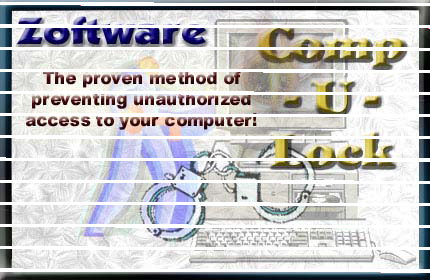 Zoftware
The proven method of
preventing unauthorized
access to your computer!
Comp
- U -
Lock